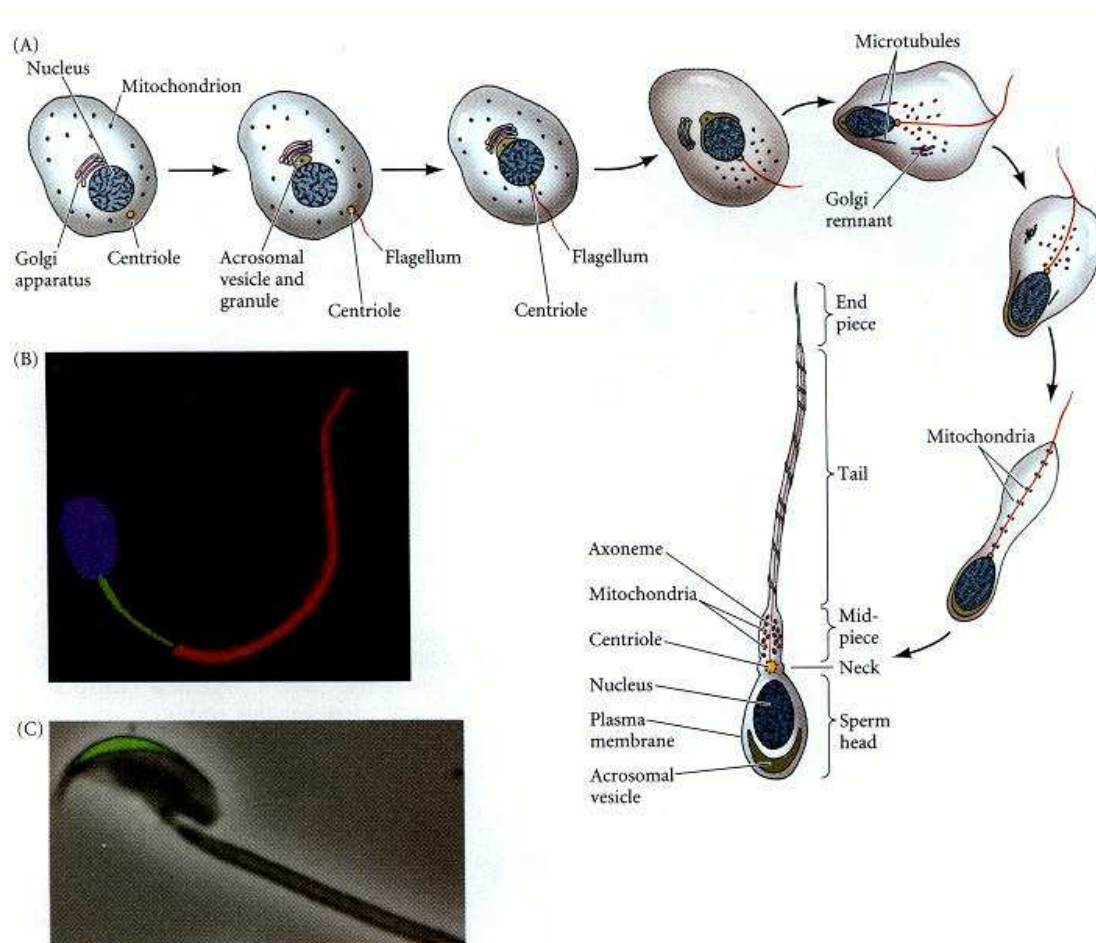 (A)
Nucleus
Mitochondrion
Golgi
apparatus
Centriole
Acrosomal
vesicle and
granule
Flagellum
Centriole
Flagellum
Centriole
Microtubules
Golgi
remnant
Mitochondria
End
piece
Tail
Axoneme
Mitochondria
Centriole
Nucleus
Plasma
membrane
Acrosomal
vesicle
Mid-
piece
Neck
Sperm
head
(B)
(C)